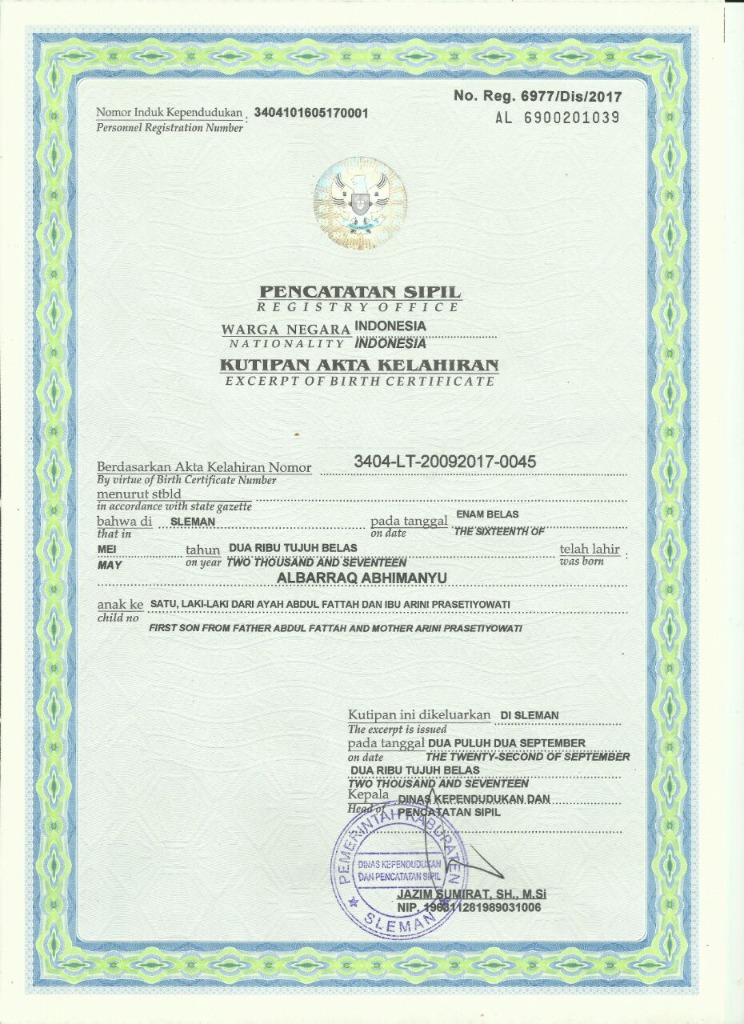 No. Reg. 6977/Dis/2017
Nomor Induk Kependudukan : 3404101605170001
Personnel Registration Number
AL 6900201039
PENCATATAN SIPIL
REGISTRY OFFICE
WARGA NEGARA INDONESIA
NATIONALITY INDONESIA
KUTIPAN AKTA KELAHIRAN
EXCERPT OF BIRTH CERTIFICATE
Berdasarkan Akta Kelahiran Nomor 3404-LT-20092017-0045
By virtue of Birth Certificate Number
menurut stbld
in accordance with state gazette
bahwa di SLEMAN pada tanggal ENAM BELAS
that in on date THE SIXTEENTH OF
MEI tahun DUA RIBU TUJUH BELAS telah lahir :
MAY on year TWO THOUSAND AND SEVENTEEN was born
ALBARRAQ ABHIMANYU
anak ke SATU, LAKI-LAKI DARI AYAH ABDUL FATTAH DAN IBU ARINI PRASETIYOWATI
child no
FIRST SON FROM FATHER ABDUL FATTAH AND MOTHER ARINI PRASETIYOWATI
Kutipan ini dikeluarkan DI SLEMAN
The excerpt is issued
pada tanggal DUA PULUH DUA SEPTEMBER
on date THE TWENTY-SECOND OF SEPTEMBER
DUA RIBU TUJUH BELAS
TWO THOUSAND AND SEVENTEEN
Kepala DINAS KEPENDUDUKAN DAN
Head of PENCATATAN SIPIL
PEMERINTAH KABUPATEN
DINAS KEPENDUDUKAN
DAN PENCATATAN SIPIL
SLEMAN
JAZIM SUMIRAT, SH., M.Si
NIP. 196311281989031006